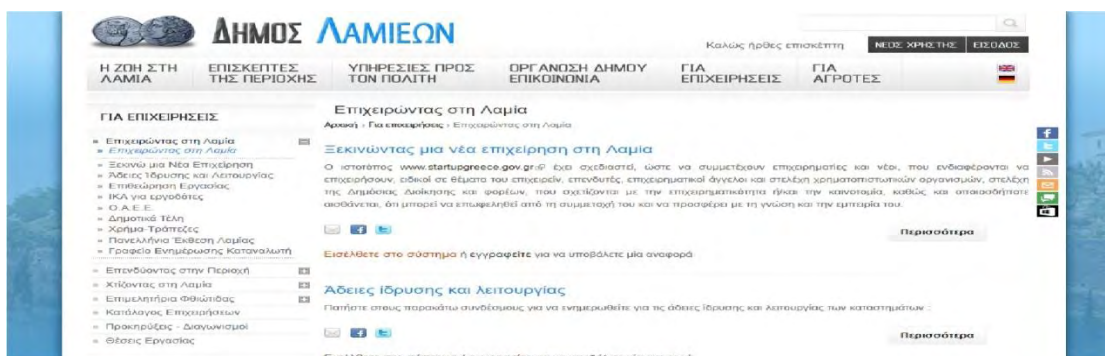 ΔΗΜΟΣ ΛΑΜΙΕΩΝ
Καλώς ήρθες επισκέπτη
ΝΕΟΣ ΧΡΗΣΤΗΣ
ΕΙΣΟΔΟΣ
Η ΖΩΗ ΣΤΗ ΛΑΜΙΑ
ΕΠΙΣΚΕΠΤΕΣ ΤΗΣ ΠΕΡΙΟΧΗΣ
ΥΠΗΡΕΣΙΕΣ ΠΡΟΣ ΤΟΝ ΠΟΛΙΤΗ
ΟΡΓΑΝΩΣΗ ΔΗΜΟΥ ΕΠΙΚΟΙΝΩΝΙΑ
ΓΙΑ ΕΠΙΧΕΙΡΗΣΕΙΣ
ΓΙΑ ΑΓΡΟΤΕΣ
ΓΙΑ ΕΠΙΧΕΙΡΗΣΕΙΣ
» Επιχειρώντας στη Λαμία
» Επιχειρώντας στη Λαμία
» Ξεκινώ μια Νέα Επιχείρηση
» Άδειες Ίδρυσης και Λειτουργίας
» Επιθεώρηση Εργασίας
» ΙΚΑ για εργοδότες
» Ο.Α.Ε.Ε.
» Δημοτικά Τέλη
» Χρήμα-Τράπεζες
» Πανελλήνια Έκθεση Λαμίας
» Γραφείο Ενημέρωσης Καταναλωτή
» Επενδύοντας στην Περιοχή
» Χτίζοντας στη Λαμία
» Επιμελητήρια Φθιώτιδας
» Κατάλογος Επιχειρήσεων
» Προκηρύξεις - Διαγωνισμοί
» Θέσεις Εργασίας
Επιχειρώντας στη Λαμία
Αρχική › Για επιχειρήσεις › Επιχειρώντας στη Λαμία
Ξεκινώντας μια νέα επιχείρηση στη Λαμία
Ο ιστοτόπος www.startupgreece.gov.gr έχει σχεδιαστεί, ώστε να συμμετέχουν επιχειρηματίες και νέοι, που ενδιαφέρονται να
επιχειρήσουν, ειδικοί σε θέματα του επιχειρείν, επενδυτές, επιχειρηματικοί άγγελοι και στελέχη χρηματοπιστωτικών οργανισμών, στελέχη
της Δημόσιας Διοίκησης και φορέων, που σχετίζονται με την επιχειρηματικότητα ή/και την καινοτομία, καθώς και οποιοσδήποτε
αισθάνεται, ότι μπορεί να επωφεληθεί από τη συμμετοχή του και να προσφέρει με τη γνώση και την εμπειρία του.
Περισσότερα
Εισέλθετε στο σύστημα ή εγγραφείτε για να υποβάλετε μία αναφορά
Άδειες ίδρυσης και λειτουργίας
Πατήστε στους παρακάτω συνδέσμους για να ενημερωθείτε για τις άδειες ίδρυσης και λειτουργίας των καταστημάτων :
Περισσότερα